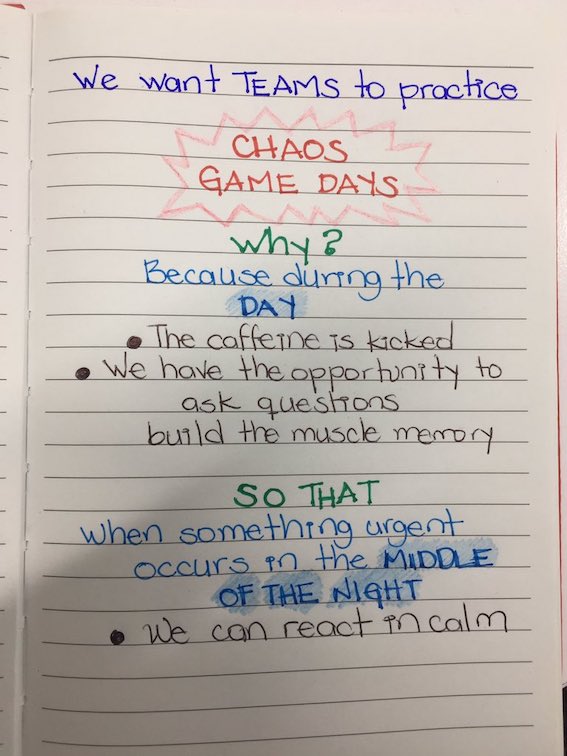 We want TEAMS to practice
CHAOS
GAME DAYS
Why?
Because during the
DAY
• The caffeine is kicked
• We have the opportunity to
ask questions
build the muscle memory
SO THAT
when something urgent
occurs in the MIDDLE
OF THE NIGHT
• We can react in calm